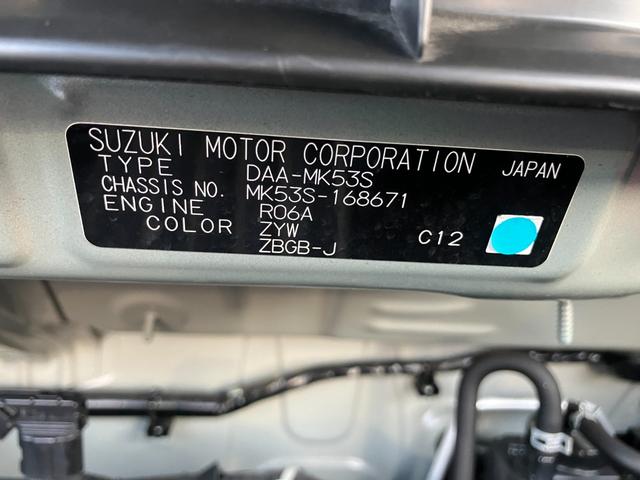 SUZUKI MOTOR CORPORATION JAPAN
TYPE DAA-MK53S
CHASSIS NO. MK53S-168671
ENGINE R06A
COLOR ZYW
ZBGB-J C12